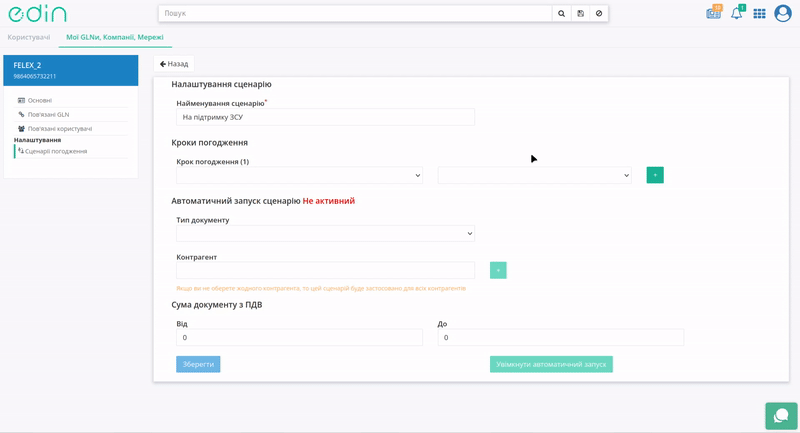 edin
Пошук
10
1
Користувачі
Мої GLNи, Компанії, Мережі
FELEX_2
9864065732211
Основні
Пов'язані GLN
Пов'язані користувачі
Налаштування
Сценарії погодження
Назад
Налаштування сценарію
Найменування сценарію*
На підтримку ЗСУ
Кроки погодження
Крок погодження (1)
+
Автоматичний запуск сценарію Не активний
Тип документу
Контрагент
+
Якщо ви не оберете жодного контрагента, то цей сценарій буде застосовано для всіх контрагентів
Сума документу з ПДВ
Від
До
0
0
Зберегти
Увімкнути автоматичний запуск